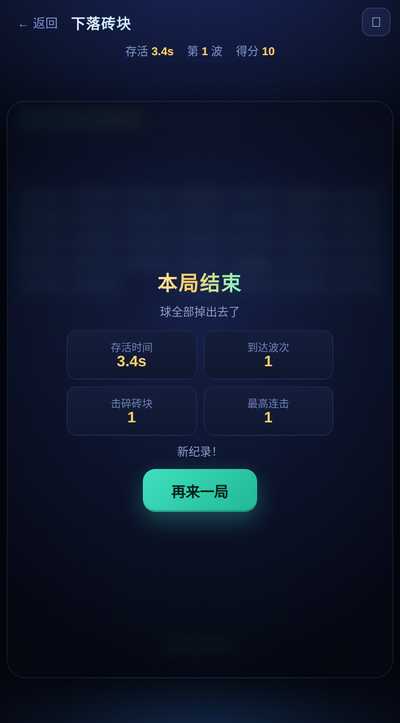 ← 返回 下落砖块
存活 3.4s 第 1 波 得分 10
本局结束
球全部掉出去了
存活时间 到达波次
3.4s 1
击碎砖块 最高连击
1 1
新纪录！
再来一局